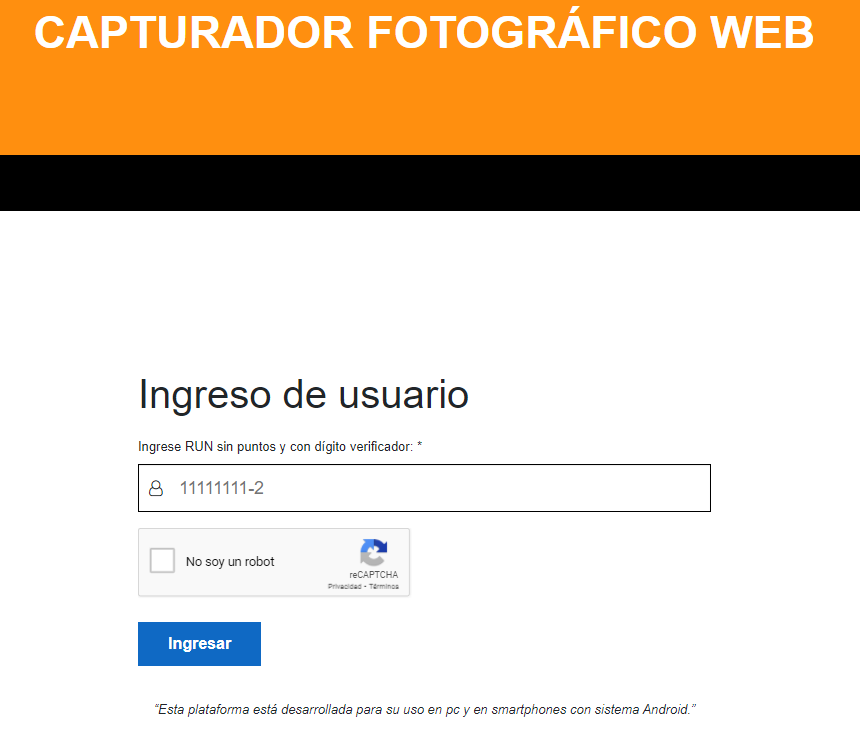 CAPTURADOR FOTOGRÁFICO WEB
Ingreso de usuario
Ingrese RUN sin puntos y con dígito verificador: *
11111111-2
No soy un robot
reCAPTCHA
Privacidad - Términos
Ingresar
"Esta plataforma está desarrollada para su uso en pc y en smartphones con sistema Android."